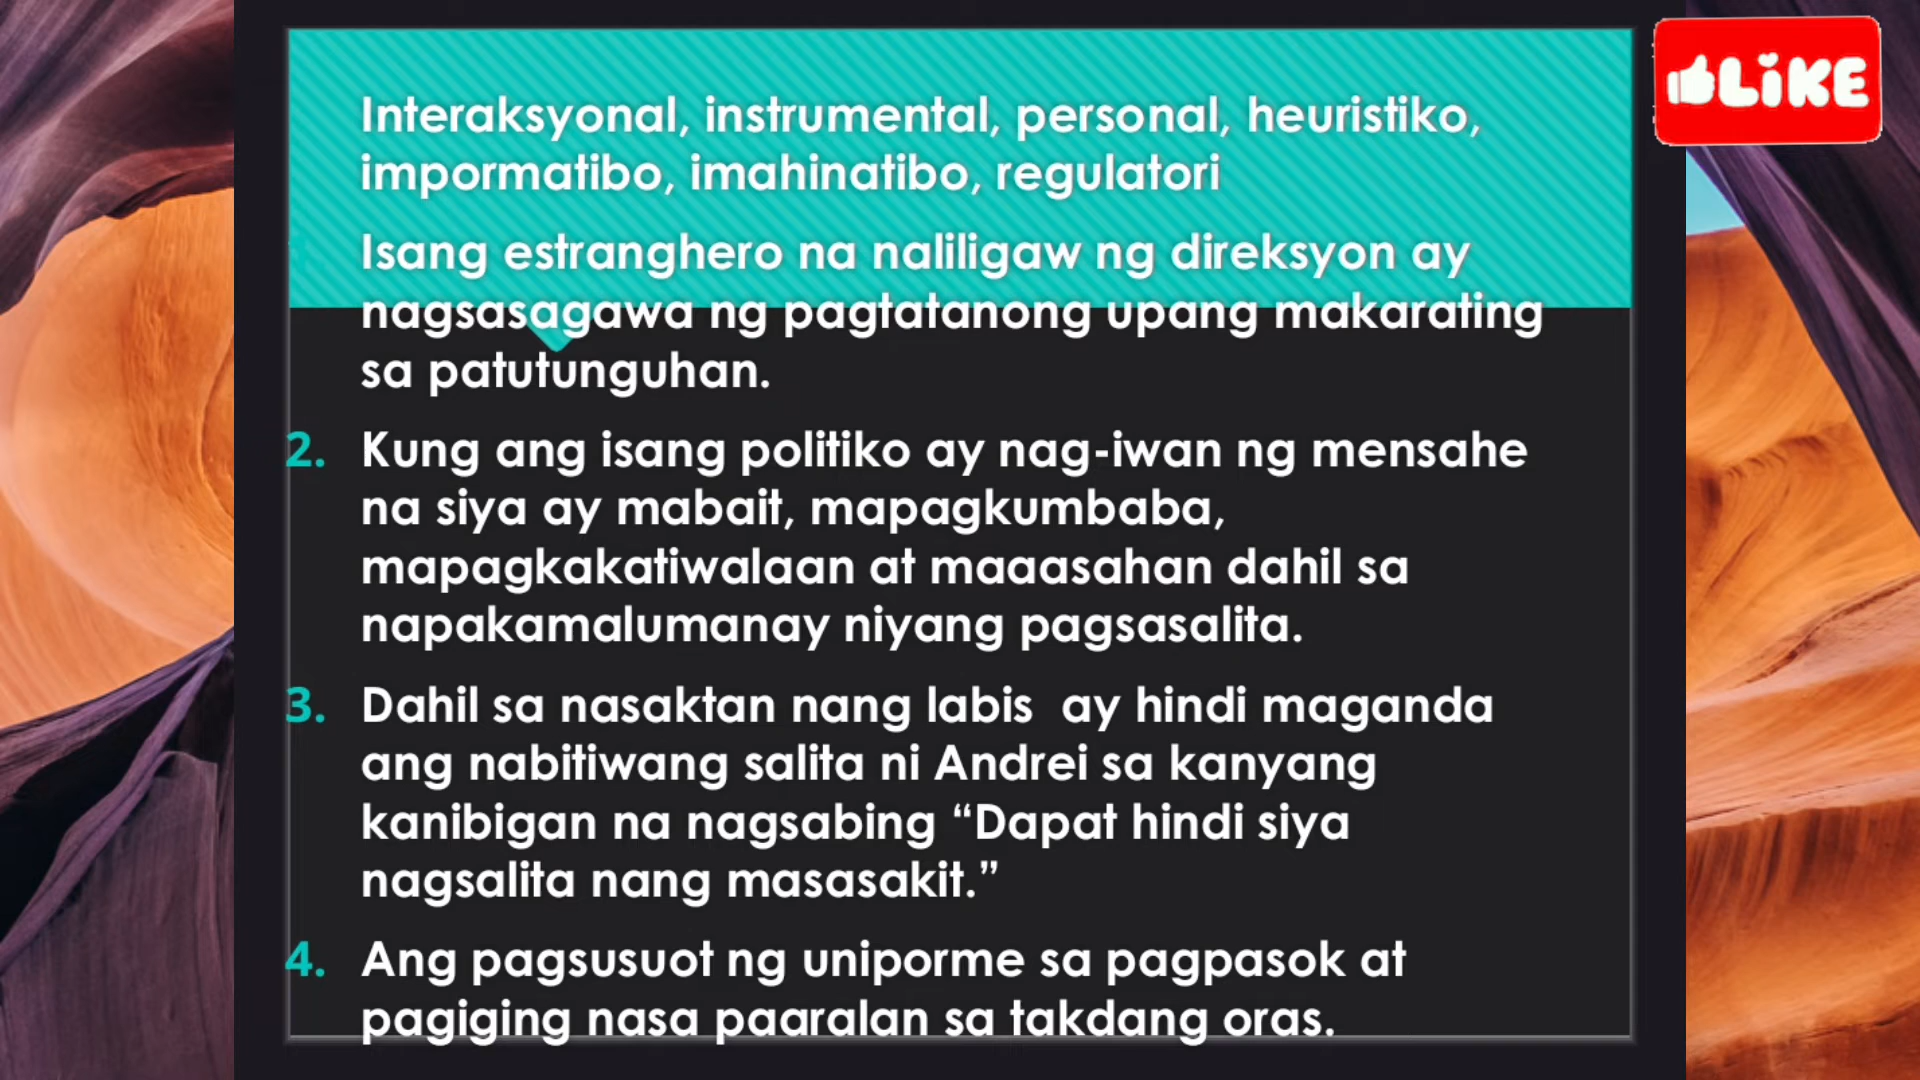 LiKE
Interaksyonal, instrumental, personal, heuristiko,
impormatibo, imahinatibo, regulatori
Isang estranghero na naliligaw ng direksyon ay
nagsasagawa ng pagtatanong upang makarating
sa patutunguhan.
2. Kung ang isang politiko ay nag-iwan ng mensahe
na siya ay mabait, mapagkumbaba,
mapagkakatiwalaan at maaasahan dahil sa
napakamalumanay niyang pagsasalita.
3. Dahil sa nasaktan nang labis ay hindi maganda
ang nabitiwang salita ni Andrei sa kanyang
kanibigan na nagsabing “Dapat hindi siya
nagsalita nang masasakit.”
4. Ang pagsusuot ng uniporme sa pagpasok at
pagiging nasa paaralan sa takdang oras.